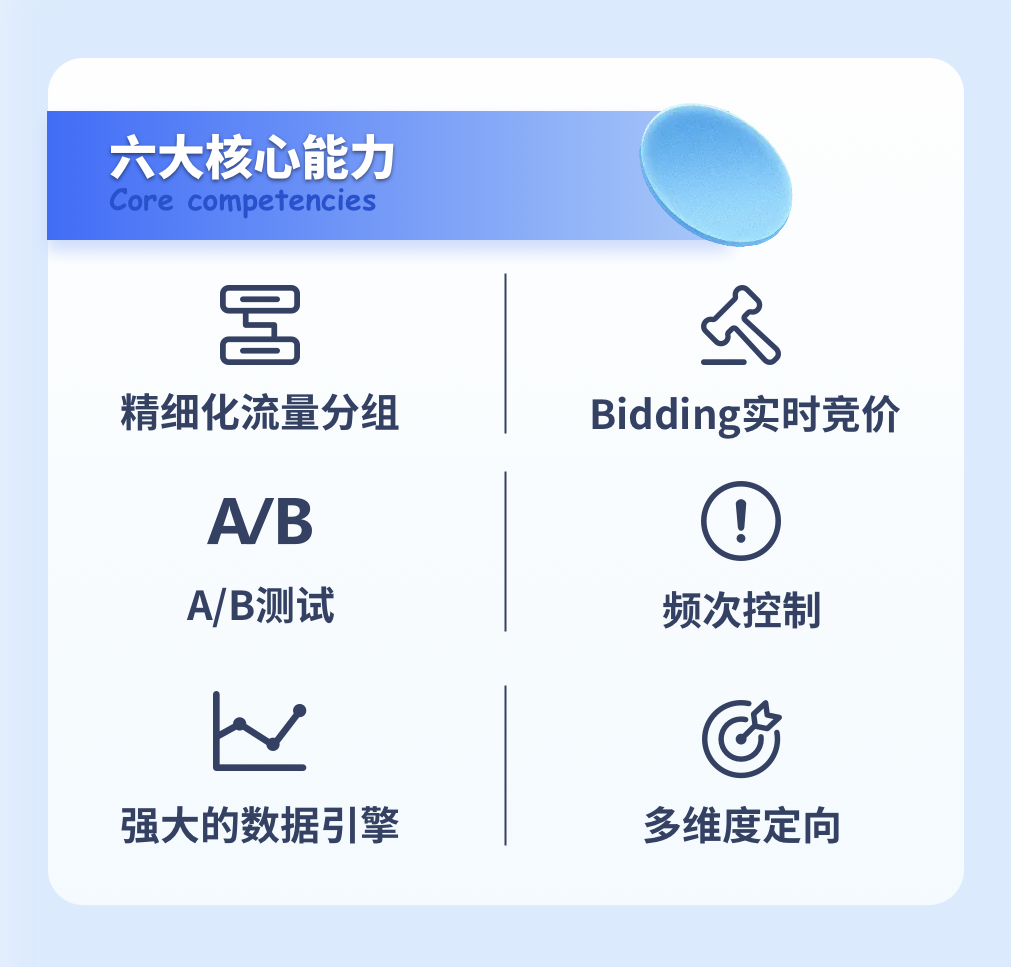 六大核心能力
Core competencies
精细化流量分组
Bidding实时竞价
A/B
A/B测试
频次控制
强大的数据引擎
多维度定向